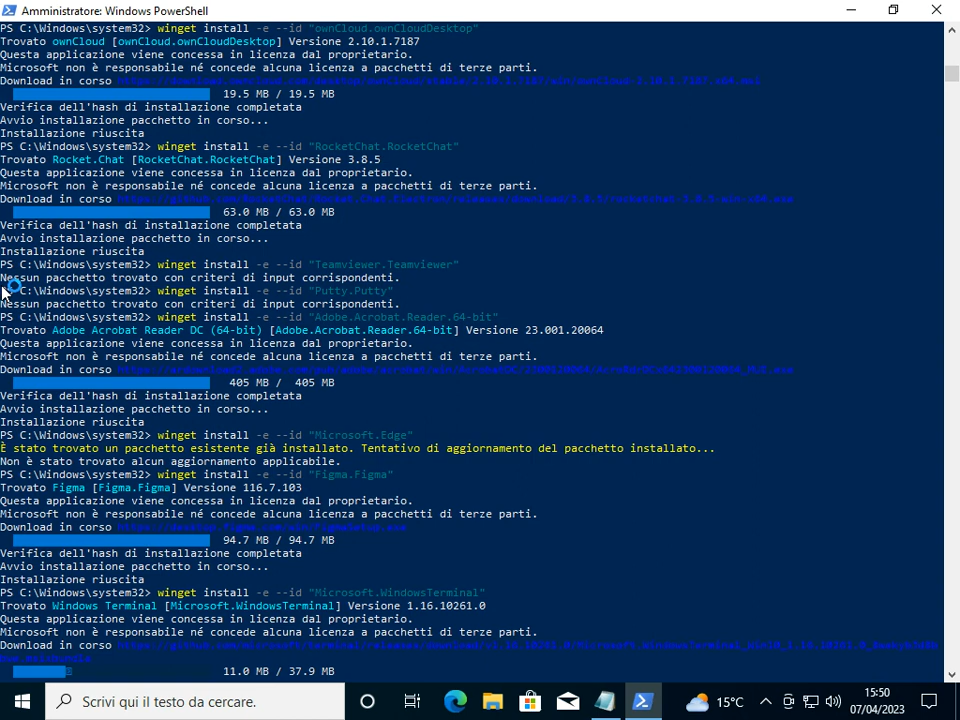 Amministratore: Windows PowerShell
PS C:\Windows\system32> winget install -e --id "ownCloud.ownCloudDesktop"
Trovato ownCloud [ownCloud.ownCloudDesktop] Versione 2.10.1.7187
Questa applicazione viene concessa in licenza dal proprietario.
Microsoft non è responsabile né concede alcuna licenza a pacchetti di terze parti.
Download in corso
19.5 MB / 19.5 MB
Verifica dell'hash di installazione completata
Avvio installazione pacchetto in corso...
Installazione riuscita
PS C:\Windows\system32> winget install -e --id "RocketChat.RocketChat"
Trovato Rocket.Chat [RocketChat.RocketChat] Versione 3.8.5
Questa applicazione viene concessa in licenza dal proprietario.
Microsoft non è responsabile né concede alcuna licenza a pacchetti di terze parti.
Download in corso
63.0 MB / 63.0 MB
Verifica dell'hash di installazione completata
Avvio installazione pacchetto in corso...
Installazione riuscita
PS C:\Windows\system32> winget install -e --id "Teamviewer.Teamviewer"
Nessun pacchetto trovato con criteri di input corrispondenti.
C:\Windows\system32> winget install -e --id "Putty.Putty"
Nessun pacchetto trovato con criteri di input corrispondenti.
PS C:\Windows\system32> winget install -e --id "Adobe.Acrobat.Reader.64-bit"
Trovato Adobe Acrobat Reader DC (64-bit) [Adobe.Acrobat.Reader.64-bit] Versione 23.001.20064
Questa applicazione viene concessa in licenza dal proprietario.
Microsoft non è responsabile né concede alcuna licenza a pacchetti di terze parti.
Download in corso
405 MB / 405 MB
Verifica dell'hash di installazione completata
Avvio installazione pacchetto in corso...
Installazione riuscita
PS C:\Windows\system32> winget install -e --id "Microsoft.Edge"
È stato trovato un pacchetto esistente già installato. Tentativo di aggiornamento del pacchetto installato...
Non è stato trovato alcun aggiornamento applicabile.
PS C:\Windows\system32> winget install -e --id "Figma.Figma"
Trovato Figma [Figma.Figma] Versione 116.7.103
Questa applicazione viene concessa in licenza dal proprietario.
Microsoft non è responsabile né concede alcuna licenza a pacchetti di terze parti.
Download in corso
94.7 MB / 94.7 MB
Verifica dell'hash di installazione completata
Avvio installazione pacchetto in corso...
Installazione riuscita
PS C:\Windows\system32> winget install -e --id "Microsoft.WindowsTerminal"
Trovato Windows Terminal [Microsoft.WindowsTerminal] Versione 1.16.10261.0
Questa applicazione viene concessa in licenza dal proprietario.
Microsoft non è responsabile né concede alcuna licenza a pacchetti di terze parti.
Download in corso
11.0 MB / 37.9 MB
Scrivi qui il testo da cercare.
15°C
15:50
07/04/2023